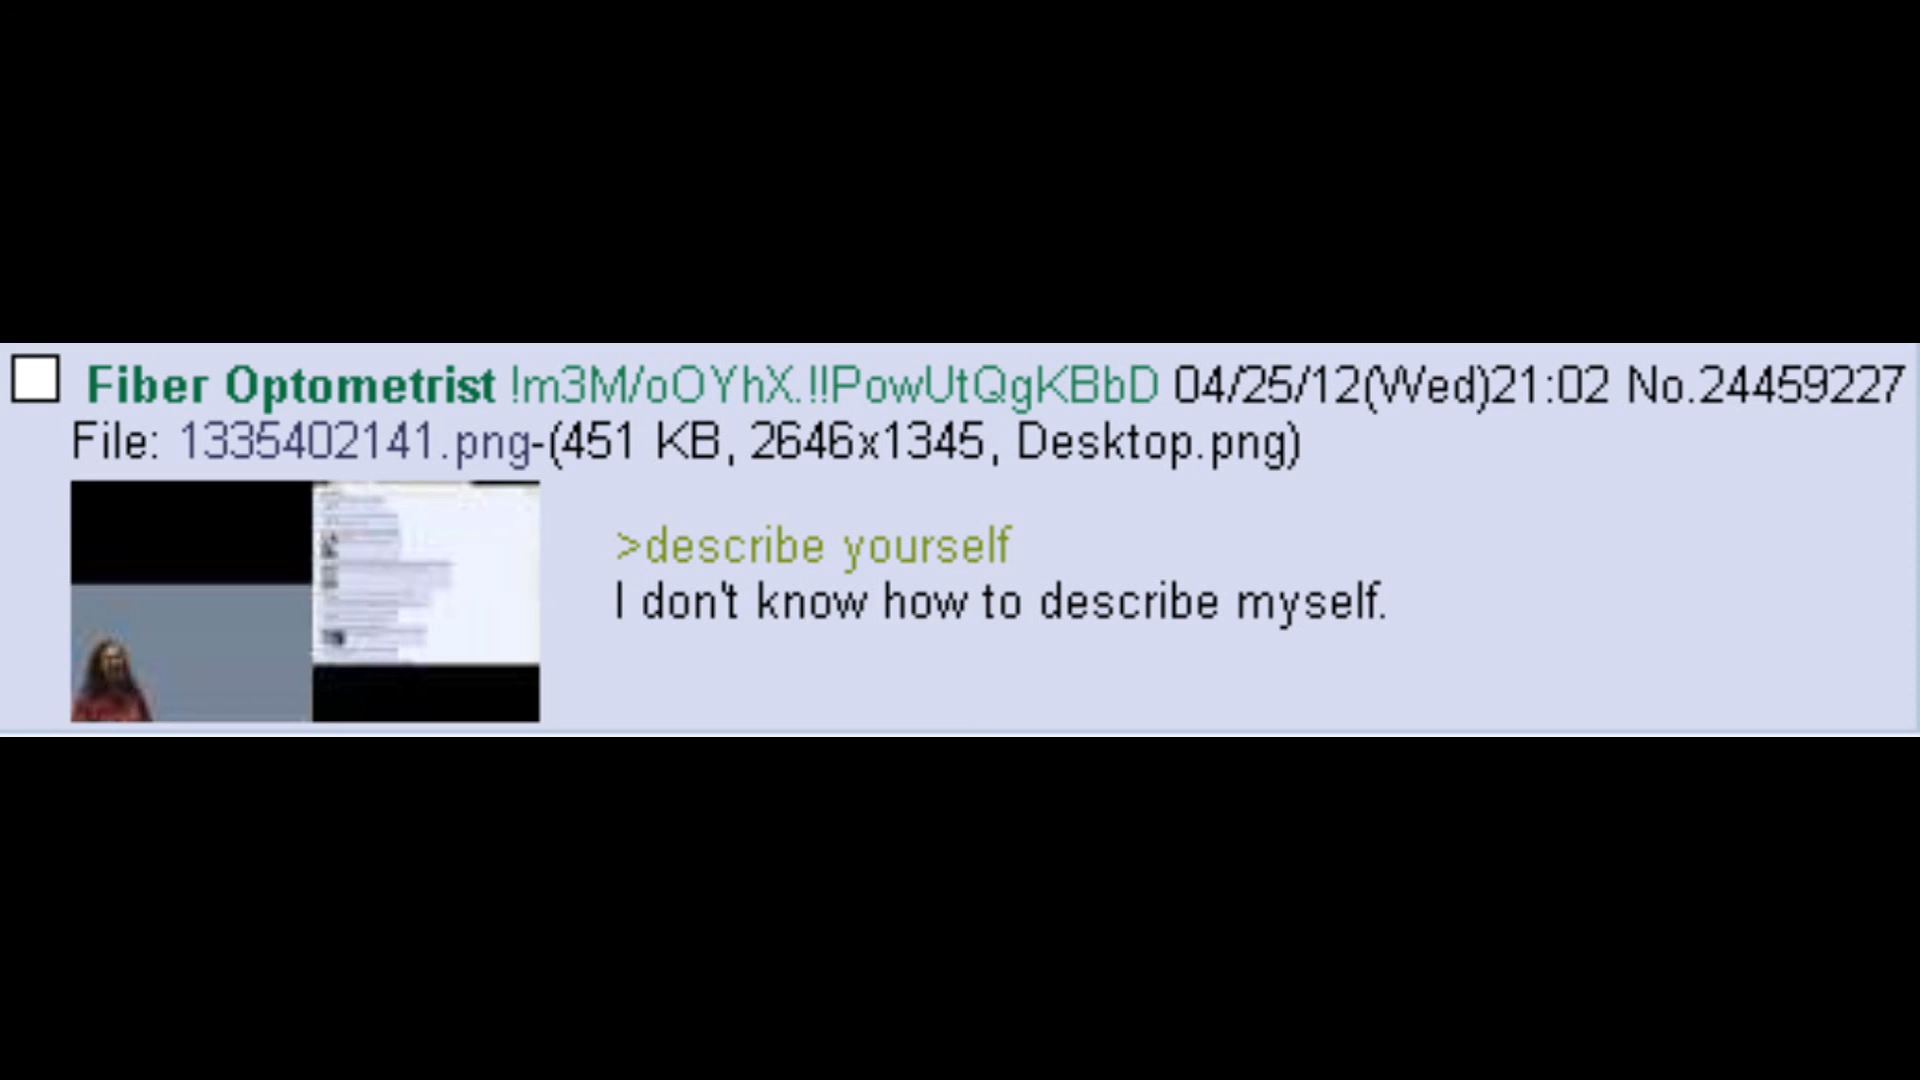 Fiber Optometrist !m3M/oOYhX.!!PowUtQgKBbD 04/25/12(Wed)21:02 No.24459227
File: 1335402141.png-(451 KB, 2646x1345, Desktop.png)
>describe yourself
I don't know how to describe myself.